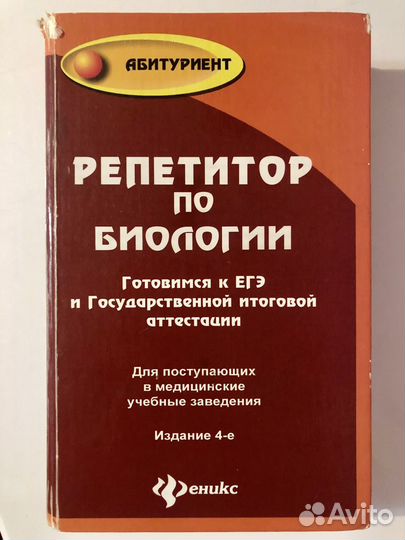 АБИТУРИЕНТ
РЕПЕТИТОР
ПО
БИОЛОГИИ
Готовимся к ЕГЭ
и Государственной итоговой
аттестации
Для поступающих
в медицинские
учебные заведения
Издание 4-е
Феникс
Avito